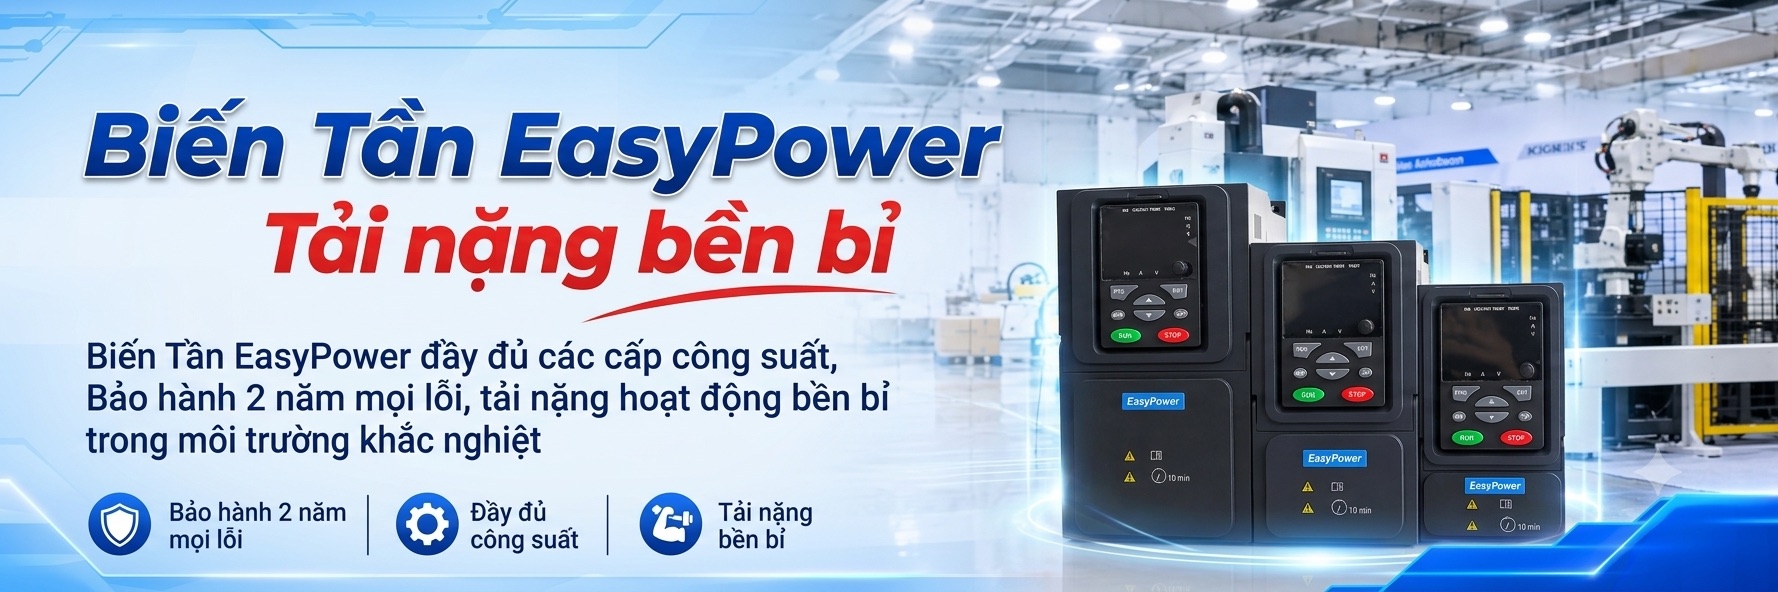 Biến Tần EasyPower
Tải nặng bền bỉ
Biến Tần EasyPower đầy đủ các cấp công suất,
Bảo hành 2 năm mọi lỗi, tải nặng hoạt động bền bỉ
trong môi trường khắc nghiệt
Bảo hành 2 năm
mọi lỗi
Đầy đủ
công suất
Tải nặng
bền bỉ
Hz A V
STOP
EasyPower
10 min
A V
EasyPower
10 min
A V
STOP
EesyPower
10 min